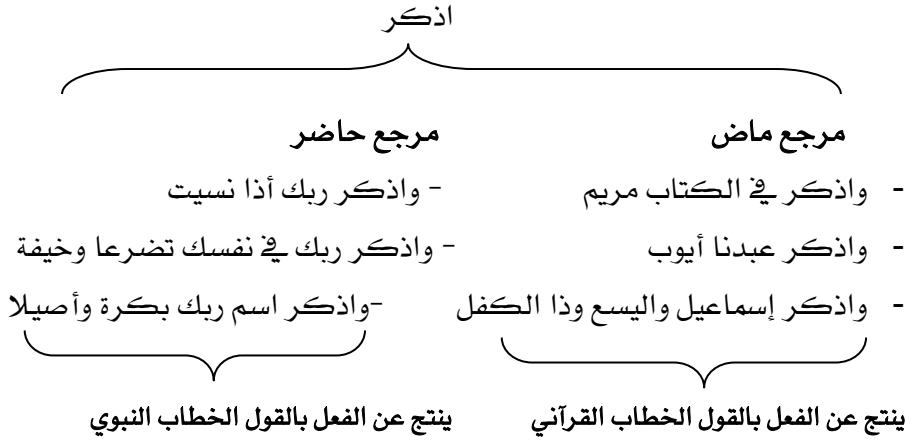 اذكر
مرجع ماض
مرجع حاضر
- واذكر في الكتاب مريم
- واذكر ربك أذا نسيت
- واذكر عبدنا أيوب
- واذكر ربك في نفسك تضرعا وخيفة
- واذكر إسماعيل واليسع وذا الكفل
-واذكر اسم ربك بكرة وأصيلا
ينتج عن الفعل بالقول الخطاب القرآني
ينتج عن الفعل بالقول الخطاب النبوي